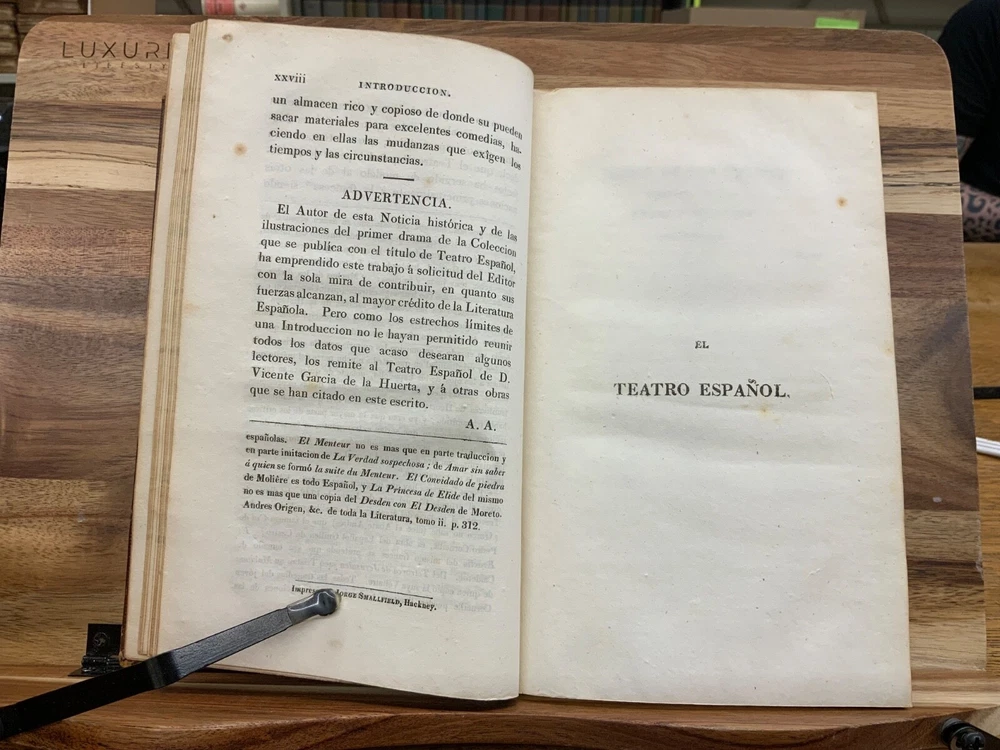 LUXURI
xxviii
INTRODUCCION.
un almacen rico y copioso de donde su pueden
sacar materiales para excelentes comedias, ha-
ciendo en ellas las mudanzas que exîgen los
tiempos y las circunstancias.
ADVERTENCIA.
El Autor de esta Noticia histórica y de las
ilustraciones del primer drama de la Coleccion
que se publica con el título de Teatro Español,
ha emprendido este trabajo á solicitud del Editor
con la sola mira de contribuir, en quanto sus
fuerzas alcanzan, al mayor crédito de la Literatura
Española. Pero como los estrechos límites de
una Introduccion no le hayan permitido reunir
todos los datos que acaso desearan algunos
lectores, los remite al Teatro Español de D.
Vicente Garcia de la Huerta, y á otras obras
que se han citado en este escrito.
A. A.
españolas. El Menteur no es mas que en parte traduccion y
en parte imitacion de La Verdad sospechosa; de Amar sin saber
á quien se formó la suite du Menteur. El Convidado de piedra
de Molière es todo Español, y La Princesa de Elide del mismo
no es mas que una copia del Desden con El Desden de Moreto.
Andres Origen, &c. de toda la Literatura, tomo ii. p. 312.
SMALLFIELD, Hackney.
EL
TEATRO ESPAÑOL.